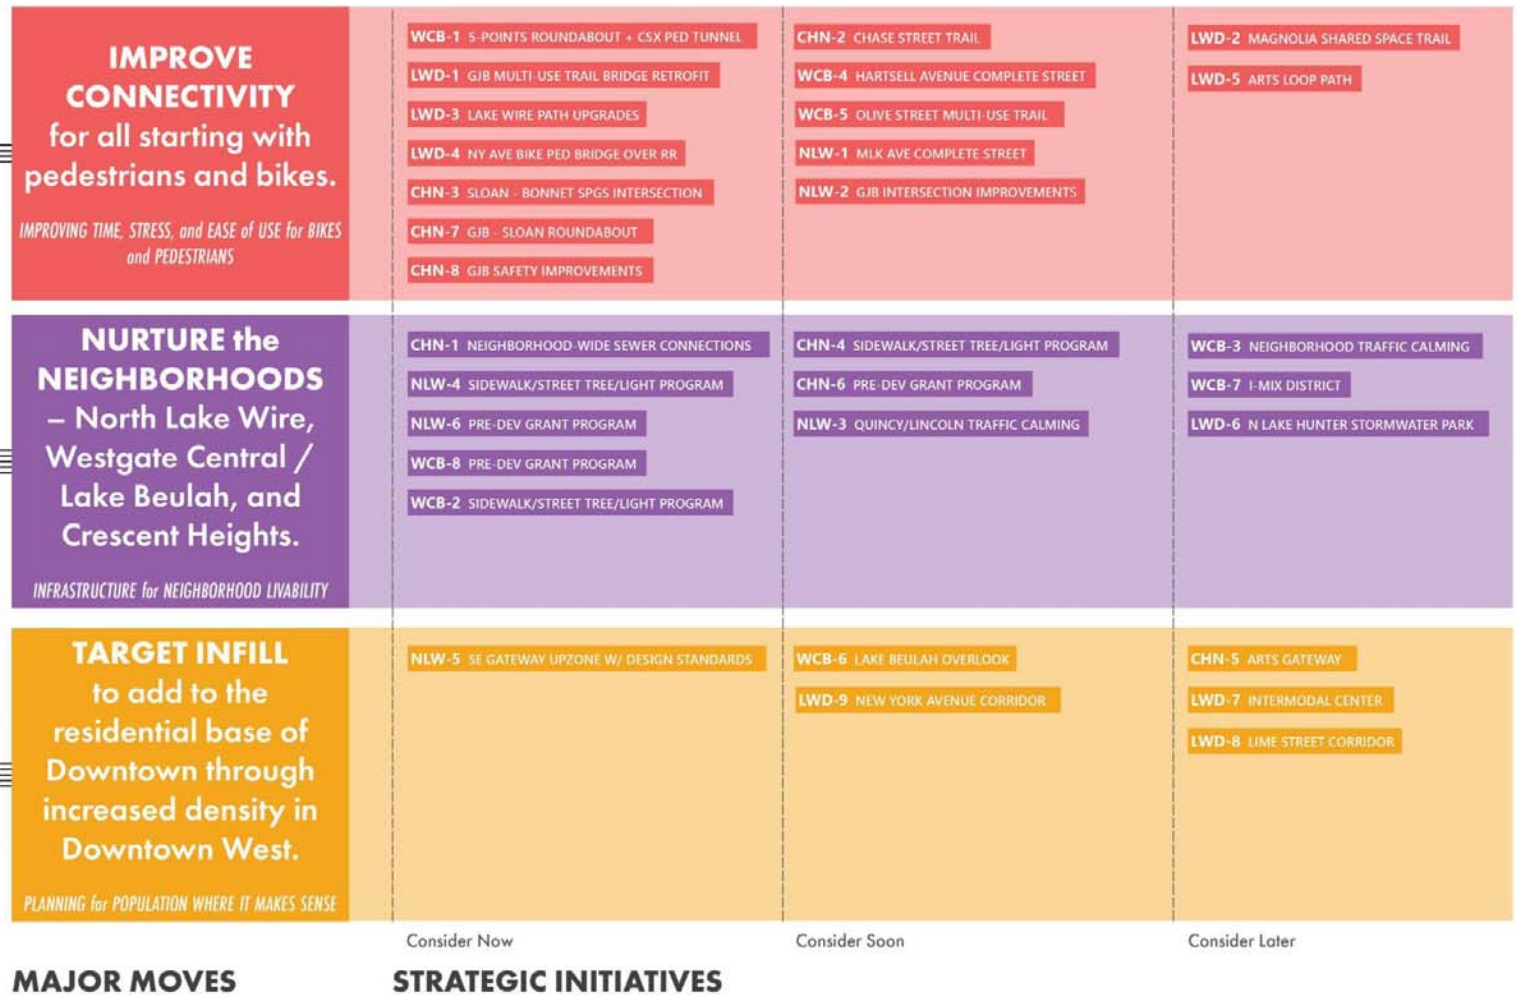 IMPROVE
CONNECTIVITY
for all starting with
pedestrians and bikes.
IMPROVING TIME, STRESS, and EASE of USE for BIKES
and PEDESTRIANS
WCB-1 5-POINTS ROUNDABOUT + CSX PED TUNNEL
LWD-1 GJB MULTI-USE TRAIL BRIDGE RETROFIT
LWD-3 LAKE WIRE PATH UPGRADES
LWD-4 NY AVE BIKE PED BRIDGE OVER RR
CHN-3 SLOAN - BONNET SPGS INTERSECTION
CHN-7 GJB - SLOAN ROUNDABOUT
CHN-8 GJB SAFETY IMPROVEMENTS
CHN-2 CHASE STREET TRAIL
WCB-4 HARTSELL AVENUE COMPLETE STREET
WCB-5 OLIVE STREET MULTI-USE TRAIL
NLW-1 MLK AVE COMPLETE STREET
NLW-2 GJB INTERSECTION IMPROVEMENTS
LWD-2 MAGNOLIA SHARED SPACE TRAIL
LWD-5 ARTS LOOP PATH
NURTURE the
NEIGHBORHOODS
– North Lake Wire,
Westgate Central /
Lake Beulah, and
Crescent Heights.
INFRASTRUCTURE for NEIGHBORHOOD LIVABILITY
CHN-1 NEIGHBORHOOD-WIDE SEWER CONNECTIONS
NLW-4 SIDEWALK/STREET TREE/LIGHT PROGRAM
NLW-6 PRE-DEV GRANT PROGRAM
WCB-8 PRE-DEV GRANT PROGRAM
WCB-2 SIDEWALK/STREET TREE/LIGHT PROGRAM
CHN-4 SIDEWALK/STREET TREE/LIGHT PROGRAM
CHN-6 PRE-DEV GRANT PROGRAM
NLW-3 QUINCY/LINCOLN TRAFFIC CALMING
WCB-3 NEIGHBORHOOD TRAFFIC CALMING
WCB-7 I-MIX DISTRICT
LWD-6 N LAKE HUNTER STORMWATER PARK
TARGET INFILL
to add to the
residential base of
Downtown through
increased density in
Downtown West.
PLANNING for POPULATION WHERE IT MAKES SENSE
NLW-5 SE GATEWAY UPZONE W/ DESIGN STANDARDS
WCB-6 LAKE BEULAH OVERLOOK
LWD-9 NEW YORK AVENUE CORRIDOR
CHN-5 ARTS GATEWAY
LWD-7 INTERMODAL CENTER
LWD-8 LIME STREET CORRIDOR
Consider Now
Consider Soon
Consider Later
MAJOR MOVES
STRATEGIC INITIATIVES